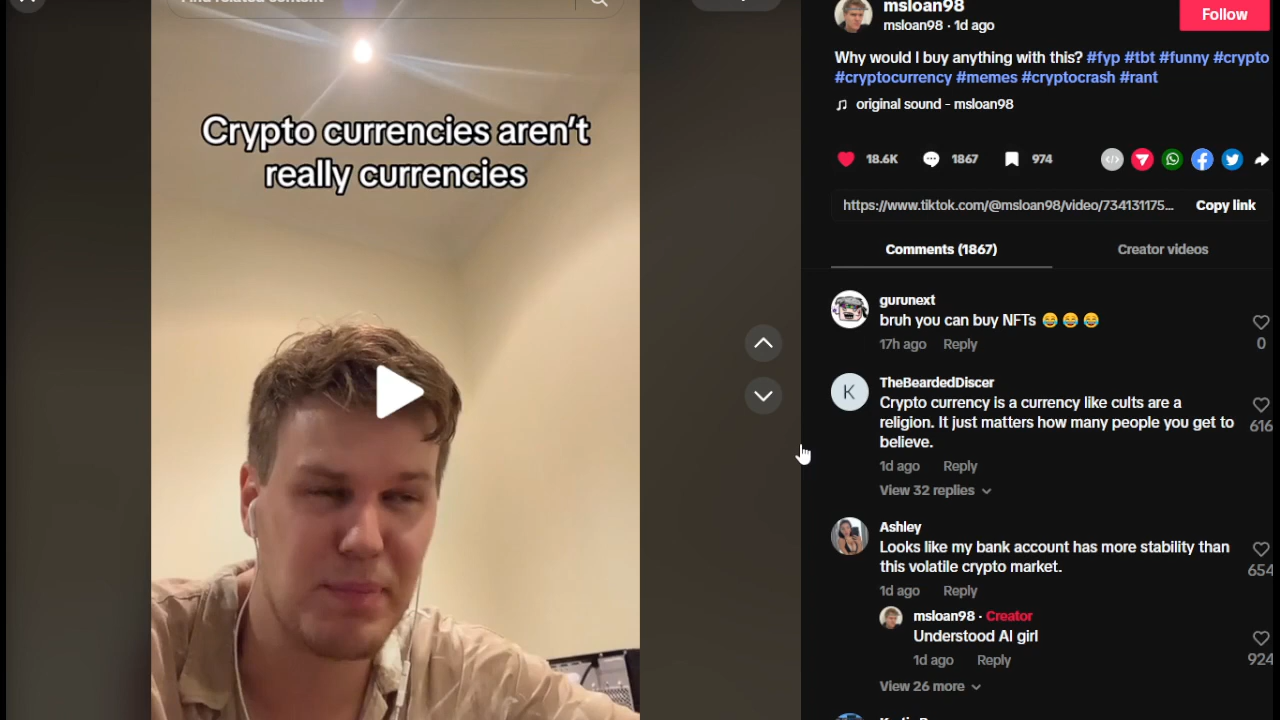 Find related content
Crypto currencies aren't
really currencies
msloan98
msloan98 · 1d ago
Follow
Why would I buy anything with this? #fyp #tbt #funny #crypto
#cryptocurrency #memes #cryptocrash #rant
original sound - msloan98
18.6K
1867
974
https://www.tiktok.com/@msloan98/video/734131175...
Copy link
Comments (1867)
Creator videos
gurunext
bruh you can buy NFTs 😂 😂 😂
17h ago Reply
0
K
TheBeardedDiscer
Crypto currency is a currency like cults are a
religion. It just matters how many people you get to
believe.
616
1d ago Reply
View 32 replies
Ashley
Looks like my bank account has more stability than
this volatile crypto market.
654
1d ago Reply
msloan98 · Creator
Understood AI girl
924
1d ago Reply
View 26 more